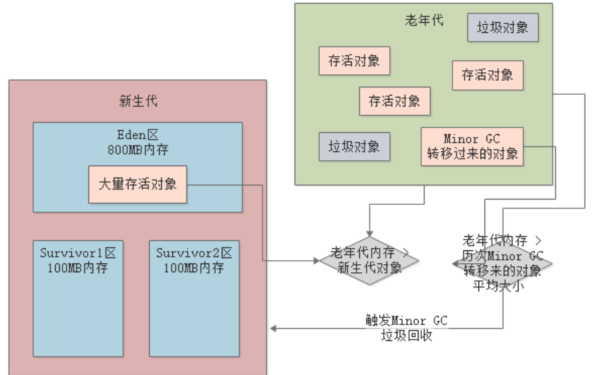 老年代
垃圾对象
存活对象
存活对象
存活对象
垃圾对象
Minor GC
转移过来的对象
新生代
Eden区
800MB内存
大量存活对象
Survivor1区
100MB内存
Survivor2区
100MB内存
老年代内存 >
新生代对象
老年代内存 >
历次Minor GC
转移来的对象
平均大小
触发Minor GC
垃圾回收